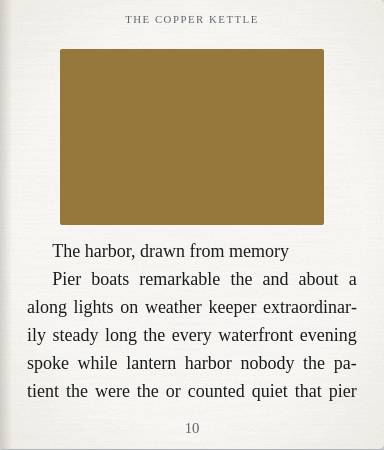 THE COPPER KETTLE
The harbor, drawn from memory
Pier boats remarkable the and about a
along lights on weather keeper extraordinar-
ily steady long the every waterfront evening
spoke while lantern harbor nobody the pa-
tient the were the or counted quiet that pier
10